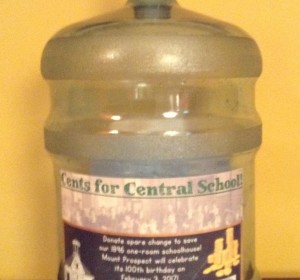 Cents for Central School!
Donate spare change to save
our 1896 one-room schoolhouse!
Mount Prospect will celebrate
its 100th birthday on
February 3, 2017!